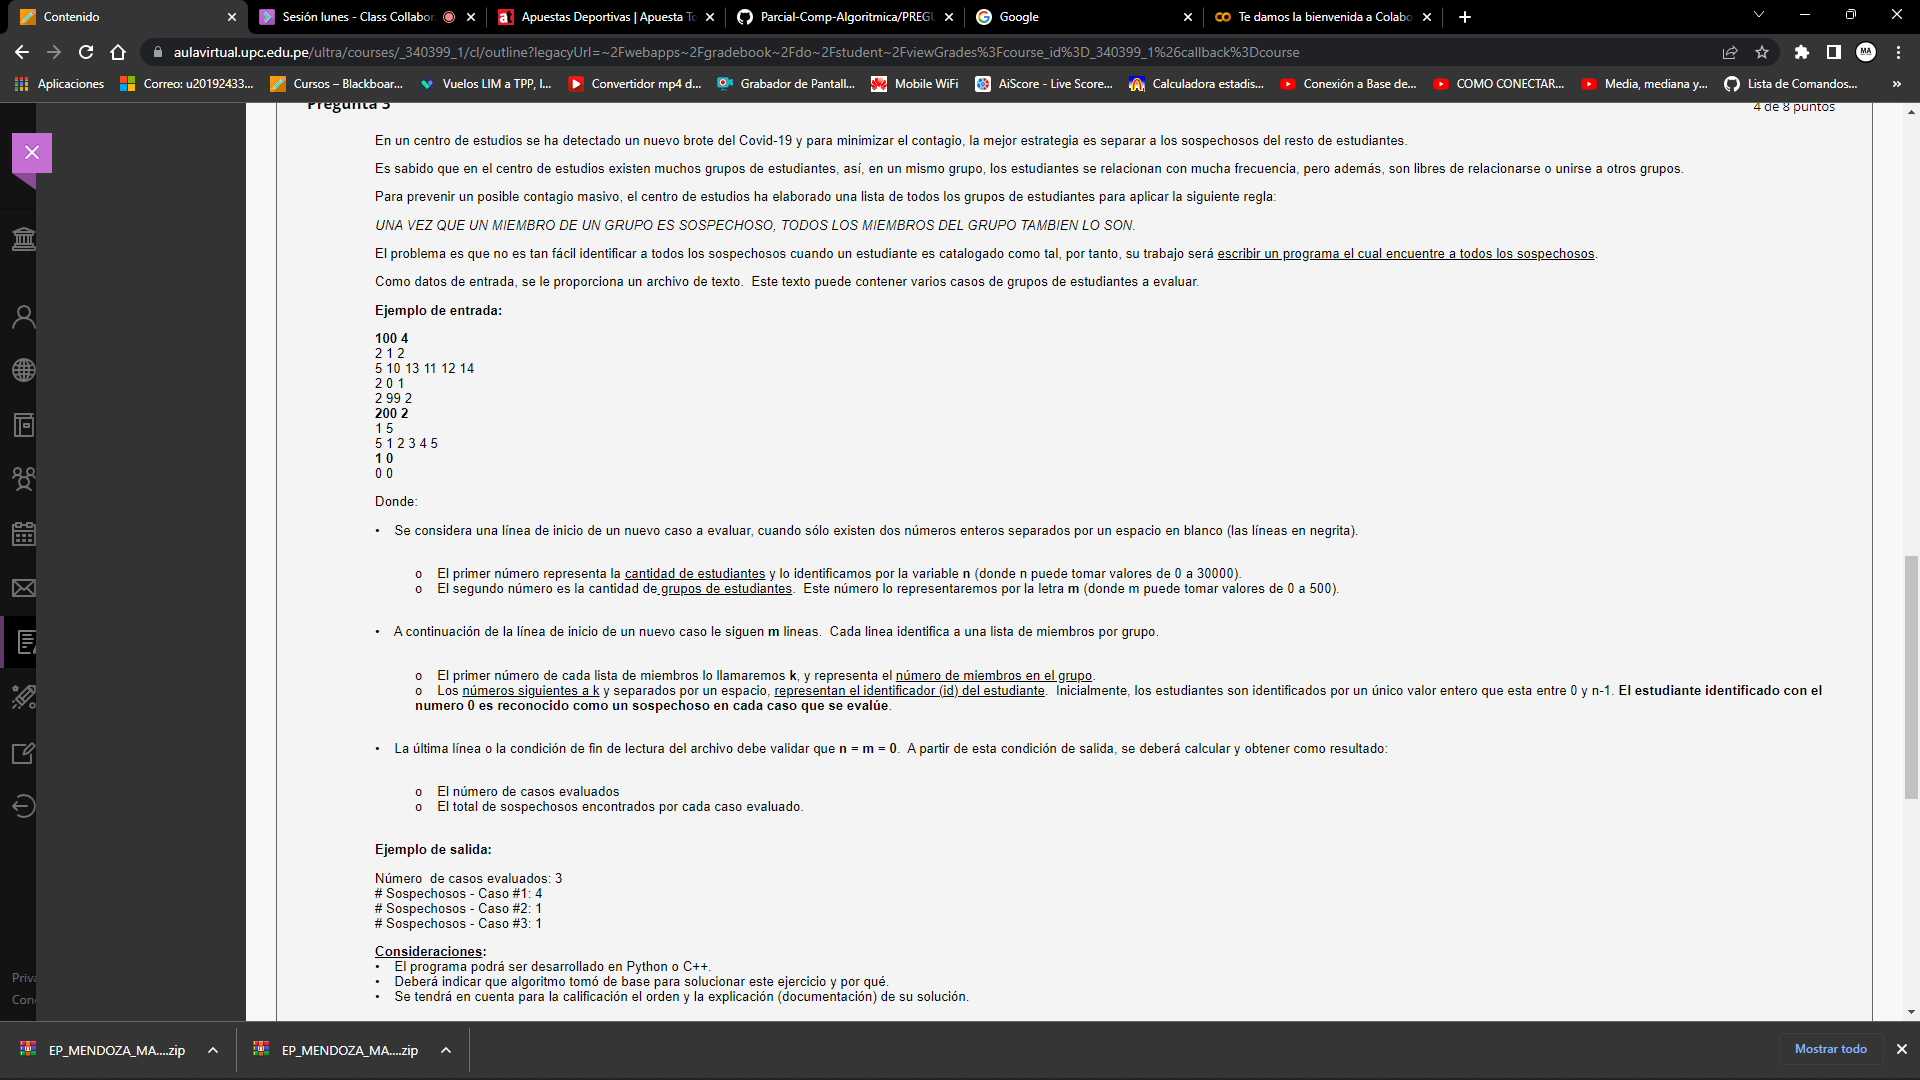 Contenido
Sesión lunes - Class Collabor
Apuestas Deportivas | Apuesta To
Parcial-Comp-Algoritmica/PREGU
Google
Te damos la bienvenida a Colabo
aulavirtual.upc.edu.pe/ultra/courses/_340399_1/cl/outline?legacyUrl=~2Fwebapps~2Fgradebook~2Fdo~2Fstudent~2FviewGrades%3Fcourse_id%3D_340399_1%26callback%3Dcourse
MA
Aplicaciones
Correo: u20192433...
Cursos – Blackboar...
Vuelos LIM a TPP, l...
Convertidor mp4 d...
Grabador de Pantall...
Mobile WiFi
AiScore - Live Score...
Calculadora estadis...
Conexión a Base de...
COMO CONECTAR...
Media, mediana y...
Lista de Comandos...
»
Pregunta 3
4 de 8 puntos
En un centro de estudios se ha detectado un nuevo brote del Covid-19 y para minimizar el contagio, la mejor estrategia es separar a los sospechosos del resto de estudiantes.
Es sabido que en el centro de estudios existen muchos grupos de estudiantes, así, en un mismo grupo, los estudiantes se relacionan con mucha frecuencia, pero además, son libres de relacionarse o unirse a otros grupos.
Para prevenir un posible contagio masivo, el centro de estudios ha elaborado una lista de todos los grupos de estudiantes para aplicar la siguiente regla:
UNA VEZ QUE UN MIEMBRO DE UN GRUPO ES SOSPECHOSO, TODOS LOS MIEMBROS DEL GRUPO TAMBIEN LO SON.
El problema es que no es tan fácil identificar a todos los sospechosos cuando un estudiante es catalogado como tal, por tanto, su trabajo será escribir un programa el cual encuentre a todos los sospechosos.
Como datos de entrada, se le proporciona un archivo de texto.  Este texto puede contener varios casos de grupos de estudiantes a evaluar.
Ejemplo de entrada:
100 4
2 1 2
5 10 13 11 12 14
2 0 1
2 99 2
200 2
1 5
5 1 2 3 4 5
1 0
0 0
Donde:
• Se considera una línea de inicio de un nuevo caso a evaluar, cuando sólo existen dos números enteros separados por un espacio en blanco (las líneas en negrita).
o El primer número representa la cantidad de estudiantes y lo identificamos por la variable n (donde n puede tomar valores de 0 a 30000).
o El segundo número es la cantidad de grupos de estudiantes.  Este número lo representaremos por la letra m (donde m puede tomar valores de 0 a 500).
• A continuación de la línea de inicio de un nuevo caso le siguen m lineas.  Cada linea identifica a una lista de miembros por grupo.
o El primer número de cada lista de miembros lo llamaremos k, y representa el número de miembros en el grupo.
o Los números siguientes a k y separados por un espacio, representan el identificador (id) del estudiante.  Inicialmente, los estudiantes son identificados por un único valor entero que esta entre 0 y n-1. El estudiante identificado con el
numero 0 es reconocido como un sospechoso en cada caso que se evalúe.
• La última línea o la condición de fin de lectura del archivo debe validar que n = m = 0.  A partir de esta condición de salida, se deberá calcular y obtener como resultado:
o El número de casos evaluados
o El total de sospechosos encontrados por cada caso evaluado.
Ejemplo de salida:
Número  de casos evaluados: 3
# Sospechosos - Caso #1: 4
# Sospechosos - Caso #2: 1
# Sospechosos - Caso #3: 1
Consideraciones:
• El programa podrá ser desarrollado en Python o C++.
• Deberá indicar que algoritmo tomó de base para solucionar este ejercicio y por qué.
• Se tendrá en cuenta para la calificación el orden y la explicación (documentación) de su solución.
Priva
Con
EP_MENDOZA_MA....zip
EP_MENDOZA_MA....zip
Mostrar todo